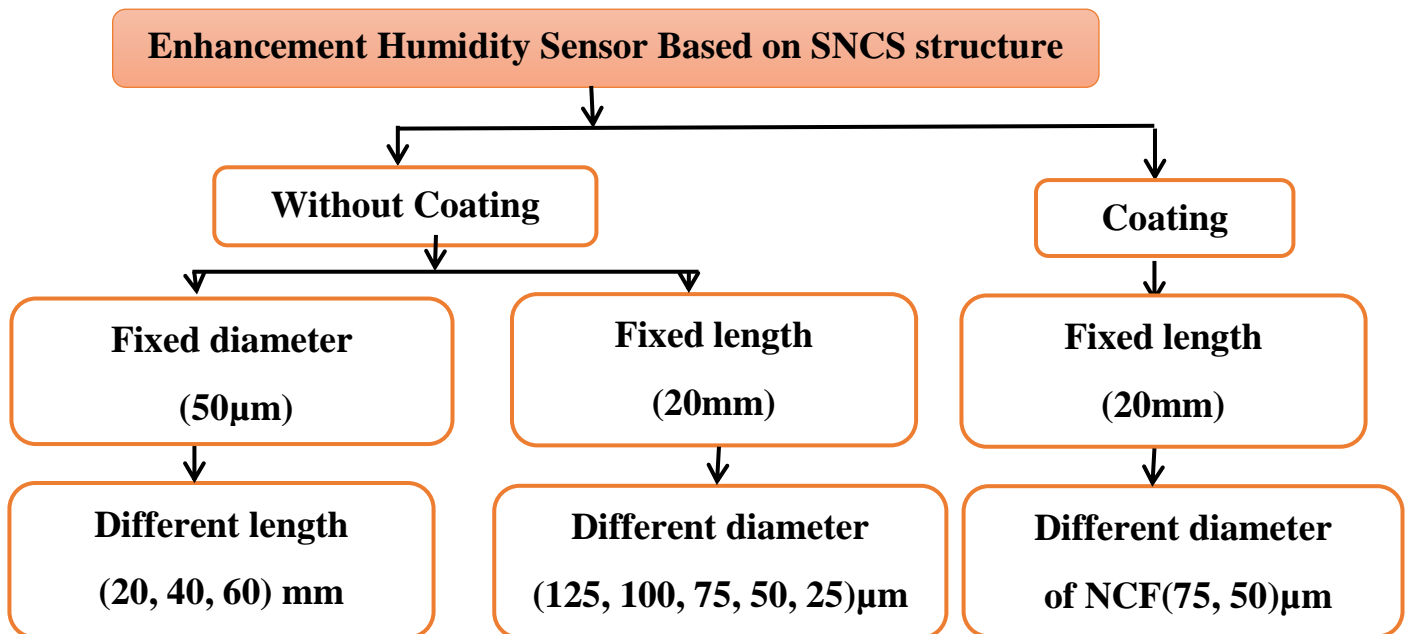 Enhancement Humidity Sensor Based on SNCS structure
Without Coating
Coating
Fixed diameter
(50µm)
Fixed length
(20mm)
Fixed length
(20mm)
Different length
(20, 40, 60) mm
Different diameter
(125, 100, 75, 50, 25)µm
Different diameter
of NCF(75, 50)µm